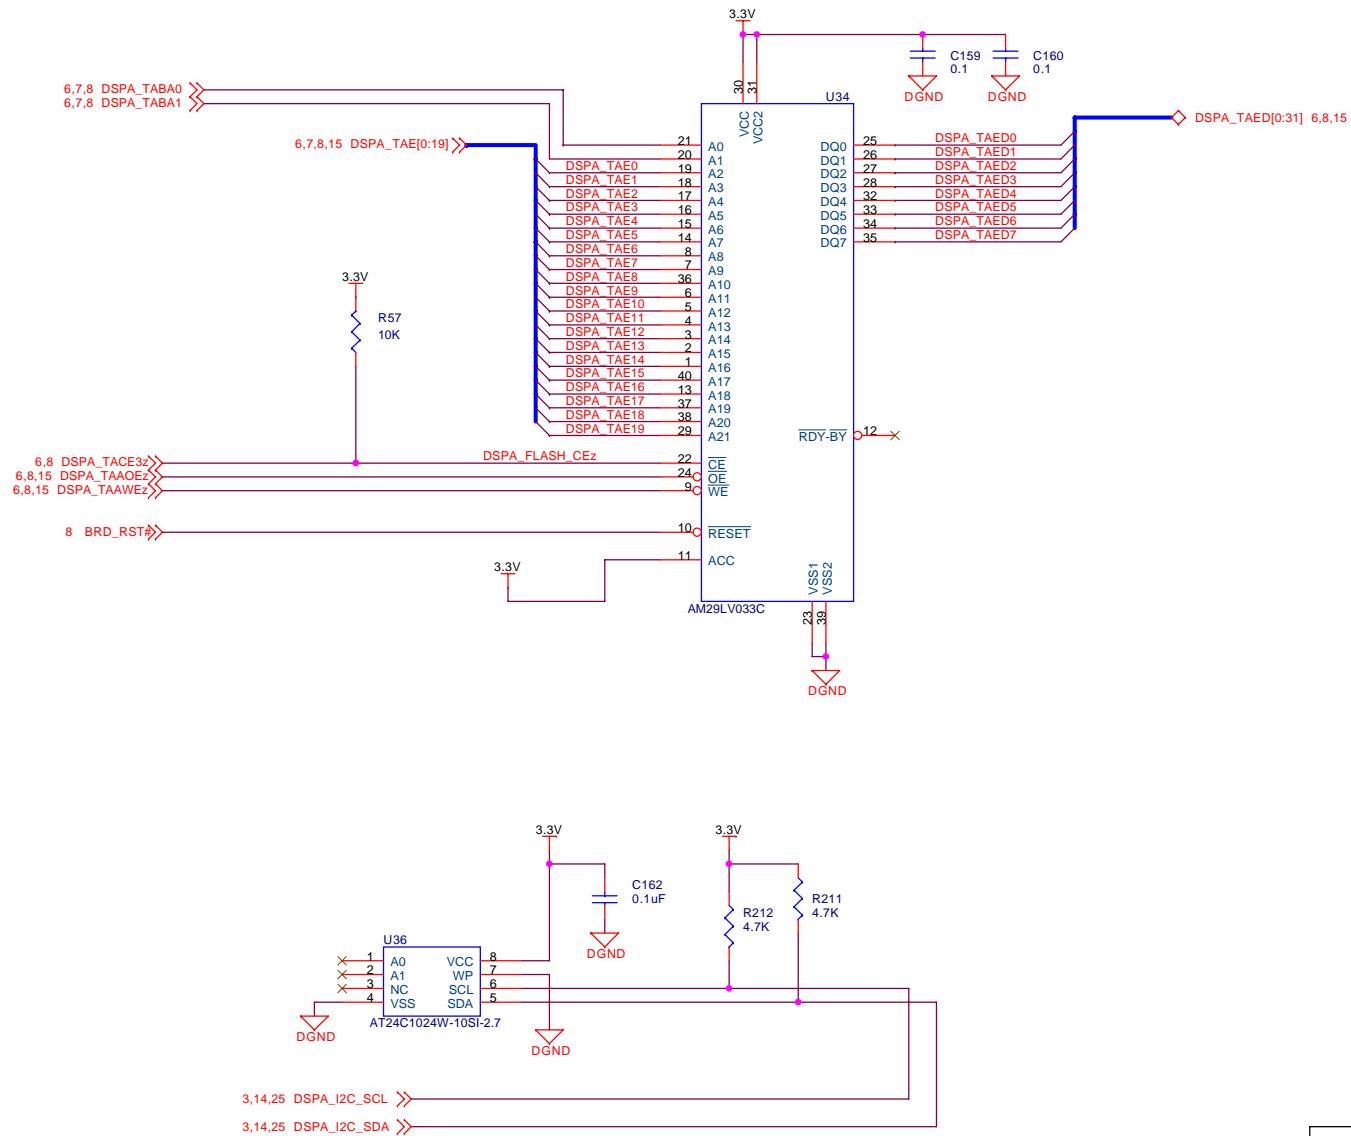 3.3V
C159
0.1
C160
0.1
DGND
DGND
6,7,8 DSPA_TABA0
6,7,8 DSPA_TABA1
30
31
U34
VCC
VCC2
DSPA_TAED[0:31] 6,8,15
6,7,8,15 DSPA_TAE[0:19]
21 A0
20 A1
DSPA_TAE0 19 A2
DSPA_TAE1 18 A3
DSPA_TAE2 17 A4
DSPA_TAE3 16 A5
DSPA_TAE4 15 A6
DSPA_TAE5 14 A7
DSPA_TAE6 8 A8
DSPA_TAE7 7 A9
DSPA_TAE8 36 A10
DSPA_TAE9 6 A11
DSPA_TAE10 5 A12
DSPA_TAE11 4 A13
DSPA_TAE12 3 A14
DSPA_TAE13 2 A15
DSPA_TAE14 1 A16
DSPA_TAE15 40 A17
DSPA_TAE16 13 A18
DSPA_TAE17 37 A19
DSPA_TAE18 38 A20
DSPA_TAE19 29 A21
DQ0 25 DSPA_TAED0
DQ1 26 DSPA_TAED1
DQ2 27 DSPA_TAED2
DQ3 28 DSPA_TAED3
DQ4 32 DSPA_TAED4
DQ5 33 DSPA_TAED5
DQ6 34 DSPA_TAED6
DQ7 35 DSPA_TAED7
3.3V
R57
10K
RDY-BY 12
6,8 DSPA_TACE3z DSPA_FLASH_CEz 22 CE
6,8,15 DSPA_TAAOEz 24 OE
6,8,15 DSPA_TAAWEz 9 WE
8 BRD_RST# 10 RESET
3.3V
11 ACC
VSS1
VSS2
AM29LV033C
23
39
DGND
3.3V
3.3V
C162
0.1uF
R212
4.7K
R211
4.7K
DGND
U36
1 A0 VCC 8
2 A1 WP 7
3 NC SCL 6
4 VSS SDA 5
AT24C1024W-10SI-2.7
DGND
DGND
3,14,25 DSPA_I2C_SCL
3,14,25 DSPA_I2C_SDA